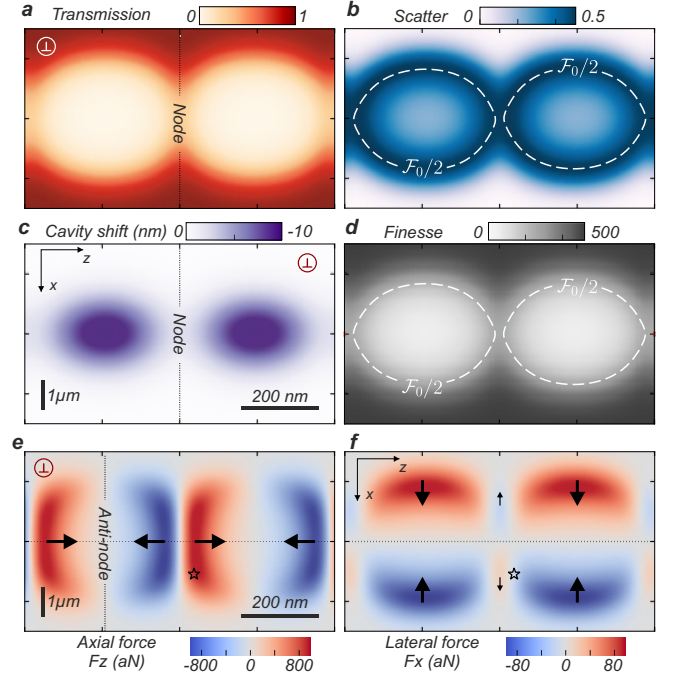 a Transmission 0 1
⊥
Node
b Scatter 0 0.5
F₀/2
F₀/2
c Cavity shift (nm) 0 -10
z
x
⊥
Node
1µm
200 nm
d Finesse 0 500
F₀/2
F₀/2
e
⊥
Anti-node
1µm
200 nm
Axial force
Fz (aN)
-800 0 800
f
z
x
Lateral force
Fx (aN)
-80 0 80